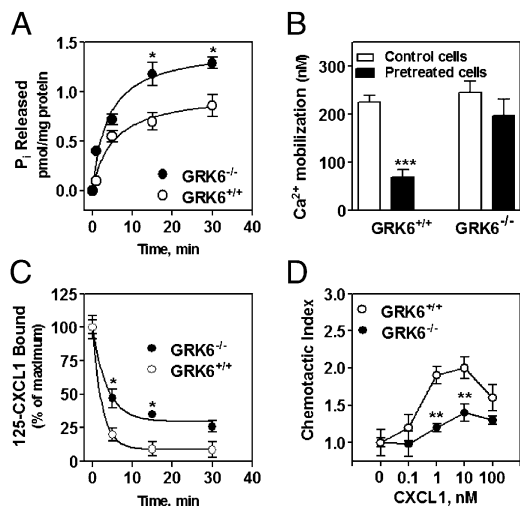 A
1.5
1.0
0.5
0.0
P i Released
pmol/mg protein
*
*
GRK6-/-
GRK6+/+
0 10 20 30 40
Time, min
B
300
200
100
0
Ca2+ mobilization (nM)
Control cells
Pretreated cells
***
GRK6+/+ GRK6-/-
C
125
100
75
50
25
0
125-CXCL1 Bound
(% of maximum)
GRK6-/-
GRK6+/+
*
*
0 10 20 30 40
Time, min
D
3.0
2.5
2.0
1.5
1.0
Chemotactic Index
GRK6+/+
GRK6-/-
**
**
0 0.1 1 10 100
CXCL1, nM